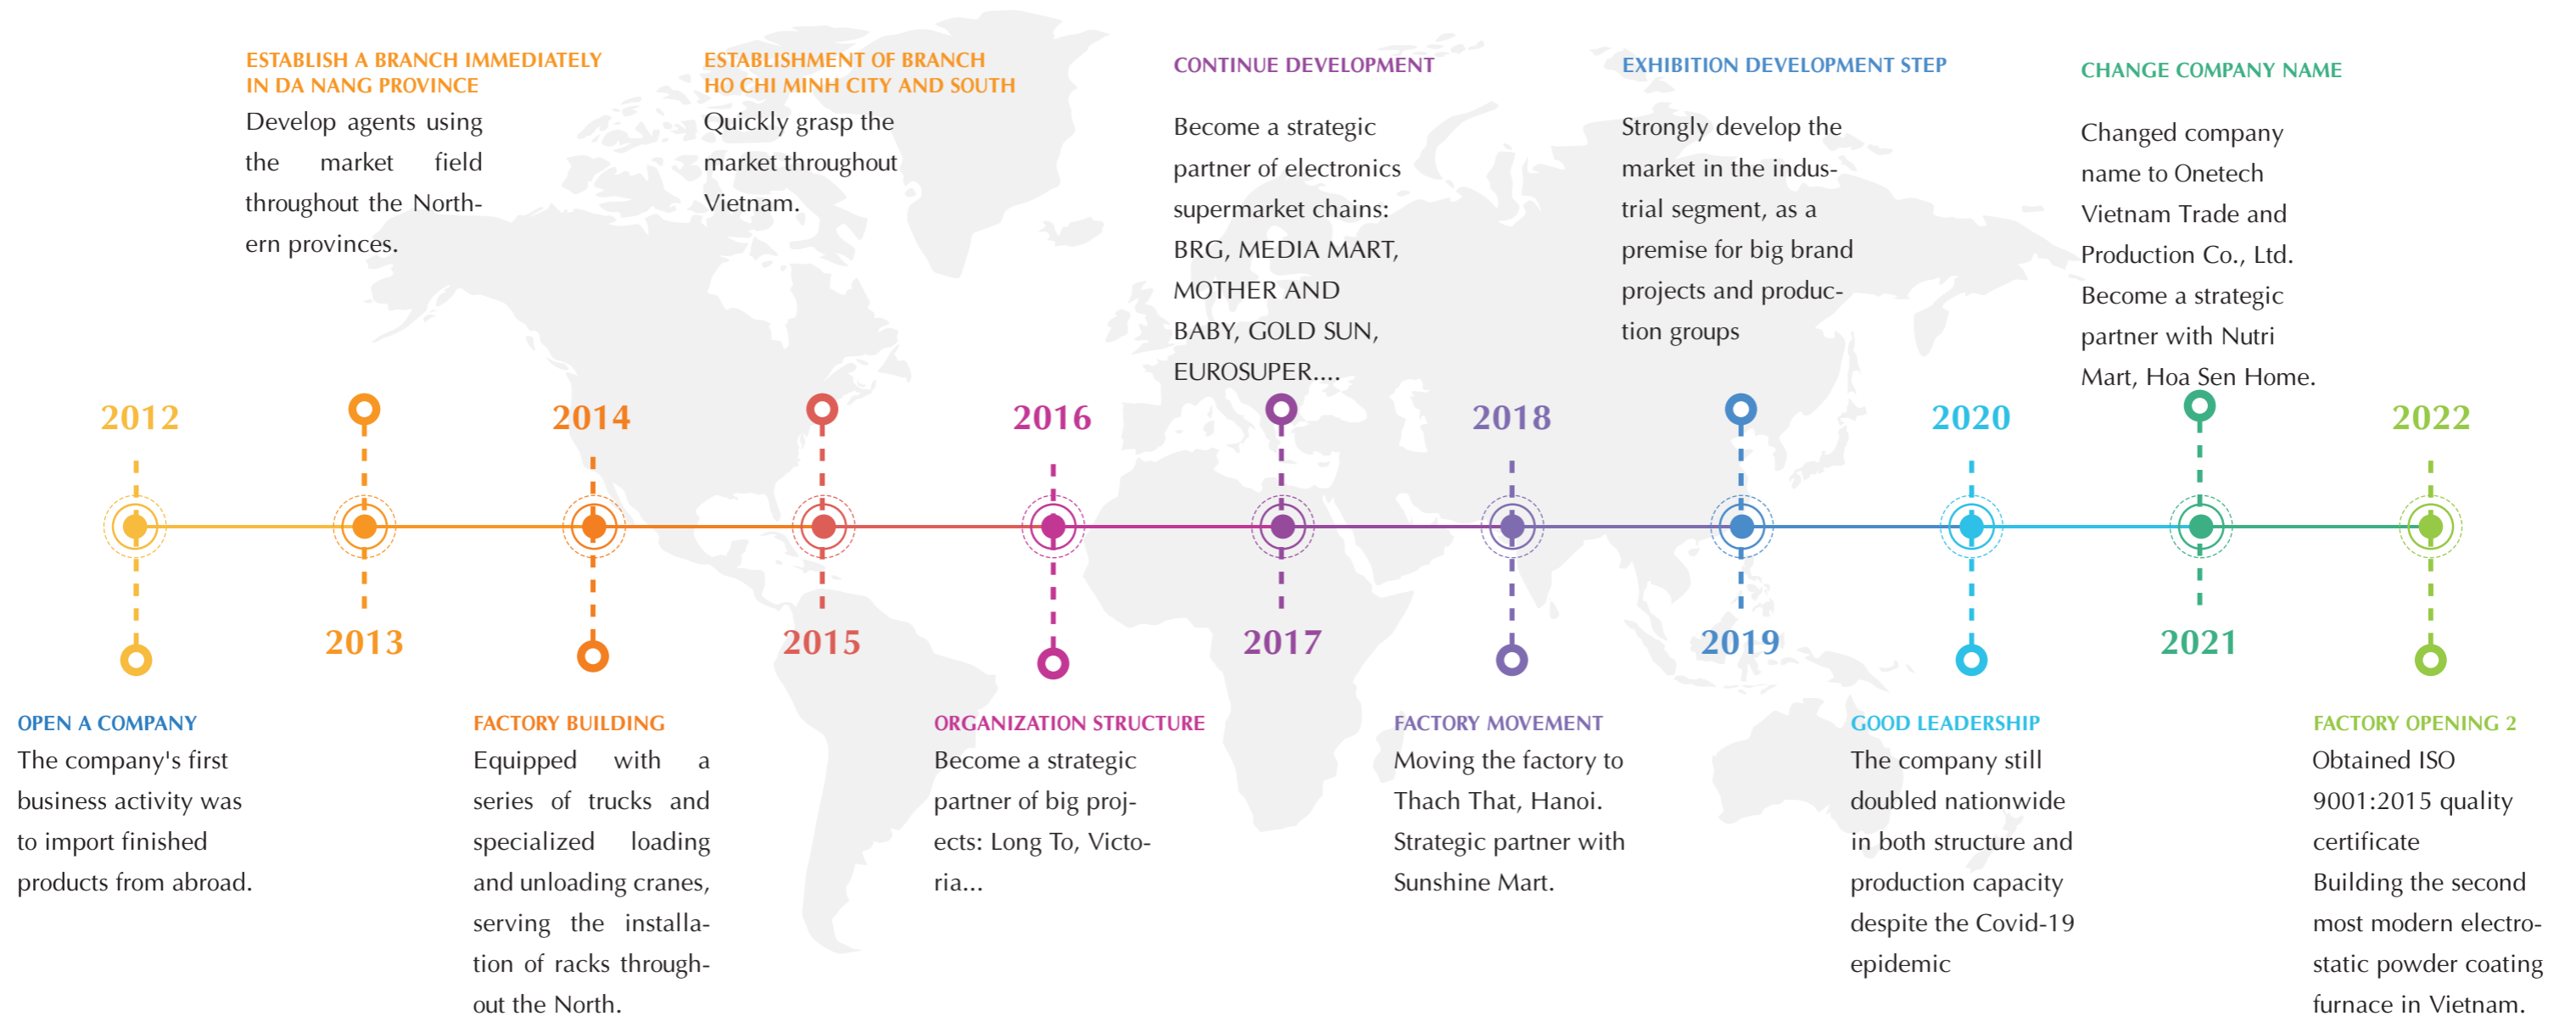 ESTABLISH A BRANCH IMMEDIATELY
IN DA NANG PROVINCE
Develop agents using
the market field
throughout the North-
ern provinces.
ESTABLISHMENT OF BRANCH
HO CHI MINH CITY AND SOUTH
Quickly grasp the
market throughout
Vietnam.
CONTINUE DEVELOPMENT
Become a strategic
partner of electronics
supermarket chains:
BRG, MEDIA MART,
MOTHER AND
BABY, GOLD SUN,
EUROSUPER....
EXHIBITION DEVELOPMENT STEP
Strongly develop the
market in the indus-
trial segment, as a
premise for big brand
projects and produc-
tion groups
CHANGE COMPANY NAME
Changed company
name to Onetech
Vietnam Trade and
Production Co., Ltd.
Become a strategic
partner with Nutri
Mart, Hoa Sen Home.
2012
2014
2016
2018
2020
2022
2013
2015
2017
2019
2021
OPEN A COMPANY
The company's first
business activity was
to import finished
products from abroad.
FACTORY BUILDING
Equipped with a
series of trucks and
specialized loading
and unloading cranes,
serving the installa-
tion of racks through-
out the North.
ORGANIZATION STRUCTURE
Become a strategic
partner of big proj-
ects: Long To, Victo-
ria...
FACTORY MOVEMENT
Moving the factory to
Thach That, Hanoi.
Strategic partner with
Sunshine Mart.
GOOD LEADERSHIP
The company still
doubled nationwide
in both structure and
production capacity
despite the Covid-19
epidemic
FACTORY OPENING 2
Obtained ISO
9001:2015 quality
certificate
Building the second
most modern electro-
static powder coating
furnace in Vietnam.